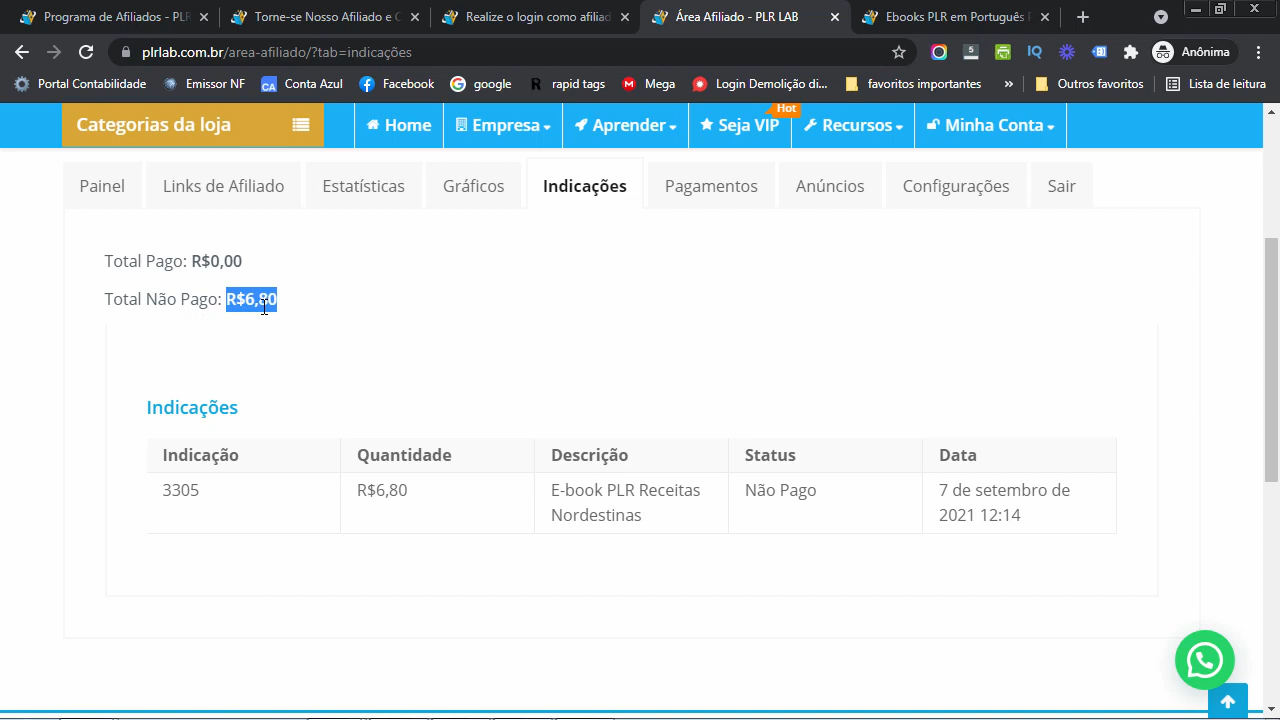 Programa de Afiliados - PLR
Torne-se Nosso Afiliado e C
Realize o login como afiliad
Área Afiliado - PLR LAB
Ebooks PLR em Português
plrlab.com.br/area-afiliado/?tab=indicações
5
IQ
Anônima
Portal Contabilidade
Emissor NF
CA Conta Azul
Facebook
google
R rapid tags
M Mega
Login Demolição di...
favoritos importantes
»
Outros favoritos
Lista de leitura
Categorias da loja
Home
Empresa
Aprender
Seja VIP
Hot
Recursos
Minha Conta
Painel
Links de Afiliado
Estatísticas
Gráficos
Indicações
Pagamentos
Anúncios
Configurações
Sair
Total Pago: R$0,00
Total Não Pago: R$6,80
Indicações
Indicação Quantidade Descrição Status Data
3305 R$6,80 E-book PLR Receitas Não Pago 7 de setembro de
Nordestinas 2021 12:14